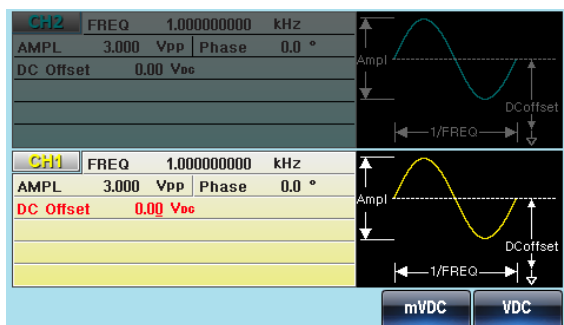 CH2 FREQ 1.000000000 kHz
AMPL 3.000 VPP Phase 0.0 °
DC Offset 0.00 VDC
Ampl
DCoffset
1/FREQ
CH1 FREQ 1.000000000 kHz
AMPL 3.000 VPP Phase 0.0 °
DC Offset 0.00 VDC
Ampl
DCoffset
1/FREQ
mVDC VDC